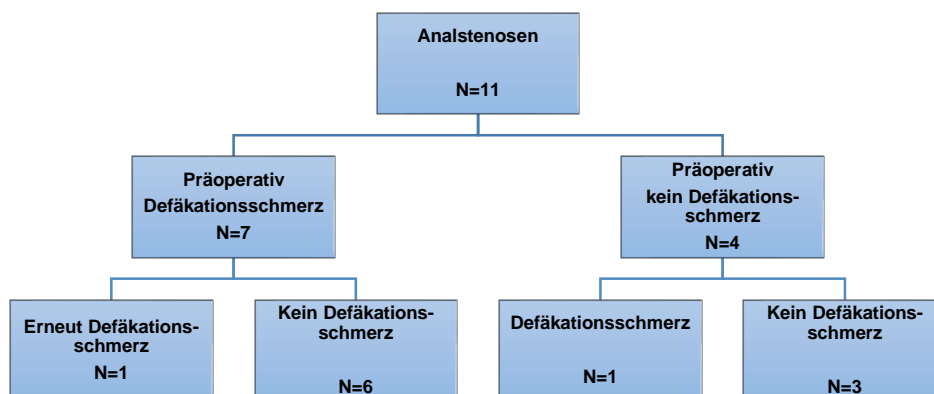 Analstenosen
N=11
Präoperativ
Defäkationsschmerz
N=7
Präoperativ
kein Defäkations-
schmerz
N=4
Erneut Defäkations-
schmerz
N=1
Kein Defäkations-
schmerz
N=6
Defäkationsschmerz
N=1
Kein Defäkations-
schmerz
N=3